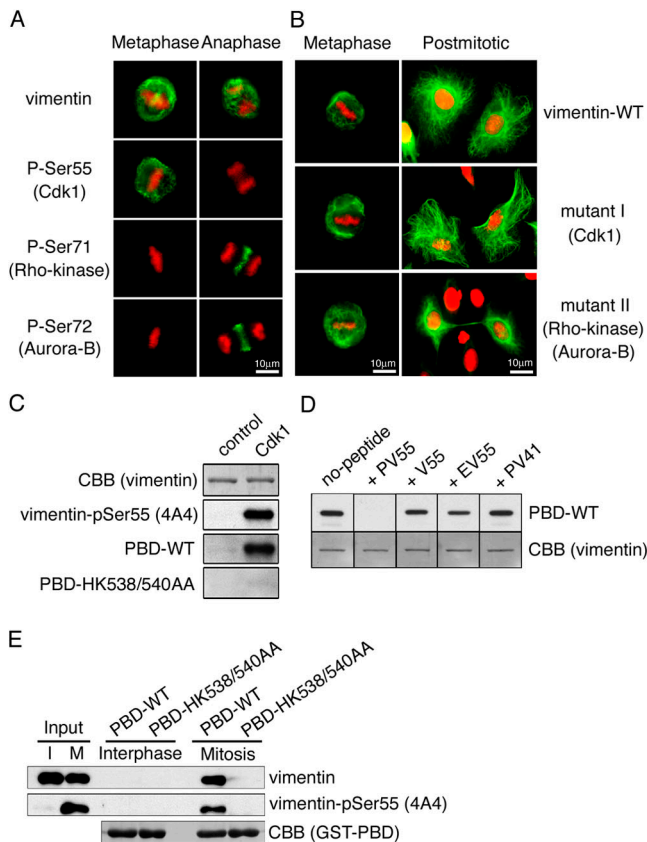 A
Metaphase Anaphase
vimentin
P-Ser55
(Cdk1)
P-Ser71
(Rho-kinase)
P-Ser72
(Aurora-B)
10μm
B
Metaphase Postmitotic
vimentin-WT
mutant I
(Cdk1)
mutant II
(Rho-kinase)
(Aurora-B)
10μm
C
control
Cdk1
CBB (vimentin)
vimentin-pSer55 (4A4)
PBD-WT
PBD-HK538/540AA
D
no-peptide
+ PV55
+ V55
+ EV55
+ PV41
PBD-WT
CBB (vimentin)
E
PBD-WT
PBD-HK538/540AA
PBD-WT
PBD-HK538/540AA
Input
I M Interphase Mitosis
vimentin
vimentin-pSer55 (4A4)
CBB (GST-PBD)